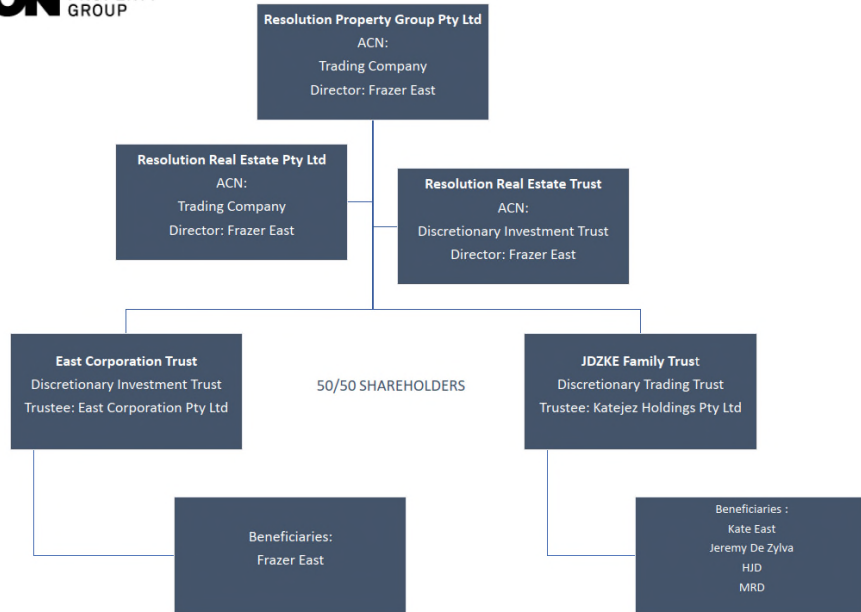 GROUP
Resolution Property Group Pty Ltd
ACN:
Trading Company
Director: Frazer East
Resolution Real Estate Pty Ltd
ACN:
Trading Company
Director: Frazer East
Resolution Real Estate Trust
ACN:
Discretionary Investment Trust
Director: Frazer East
East Corporation Trust
Discretionary Investment Trust
Trustee: East Corporation Pty Ltd
50/50 SHAREHOLDERS
JDZKE Family Trust
Discretionary Trading Trust
Trustee: Katejez Holdings Pty Ltd
Beneficiaries:
Frazer East
Beneficiaries :
Kate East
Jeremy De Zylva
HJD
MRD